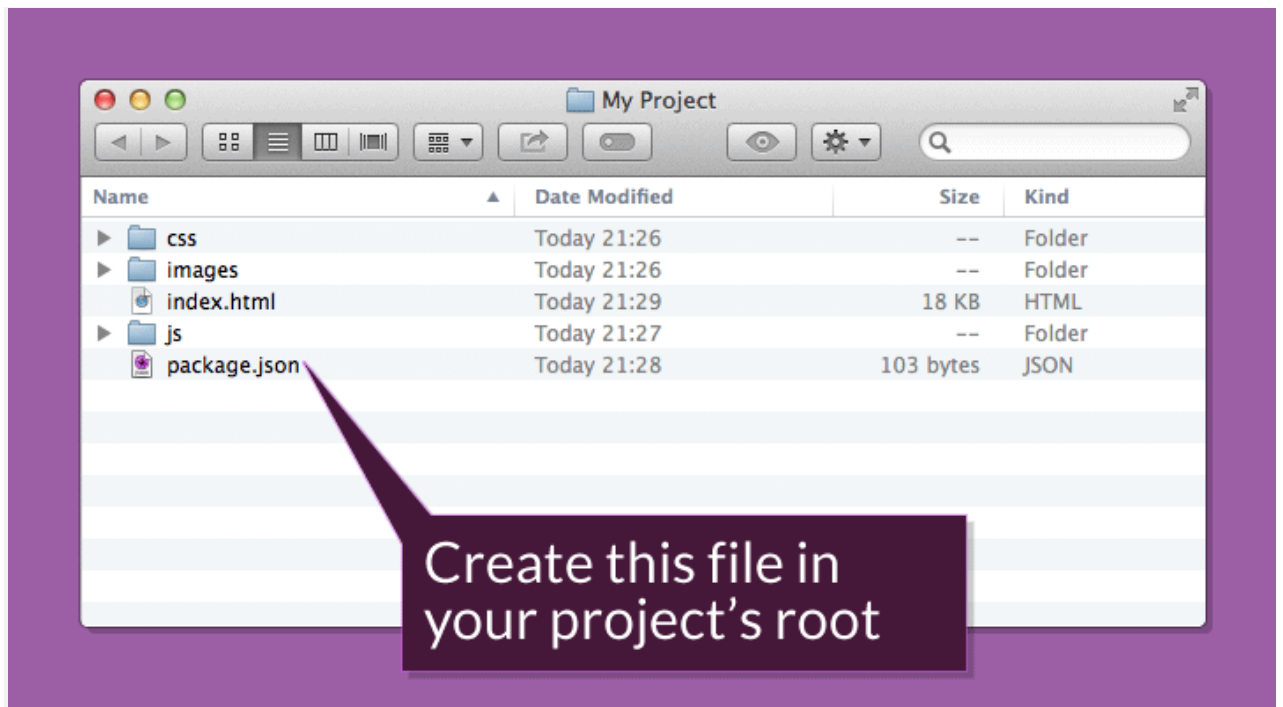 My Project
Name Date Modified Size Kind
css Today 21:26 -- Folder
images Today 21:26 -- Folder
index.html Today 21:29 18 KB HTML
js Today 21:27 -- Folder
package.json Today 21:28 103 bytes JSON
Create this file in
your project’s root